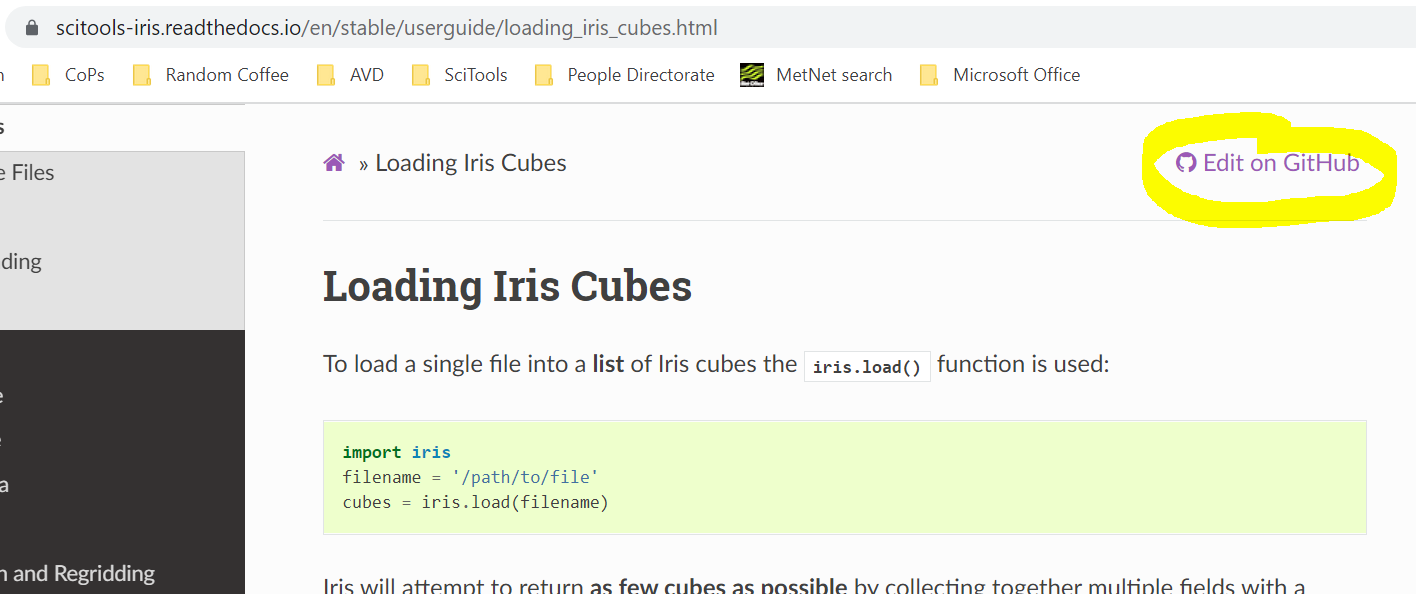 scitools-iris.readthedocs.io/en/stable/userguide/loading_iris_cubes.html
CoPs Random Coffee AVD SciTools People Directorate MetNet search Microsoft Office
» Loading Iris Cubes Edit on GitHub
Files
Loading Iris Cubes
To load a single file into a list of Iris cubes the iris.load() function is used:
import iris
filename = '/path/to/file'
cubes = iris.load(filename)
and Regridding
Iris will attempt to return as few cubes as possible by collecting together multiple fields with a